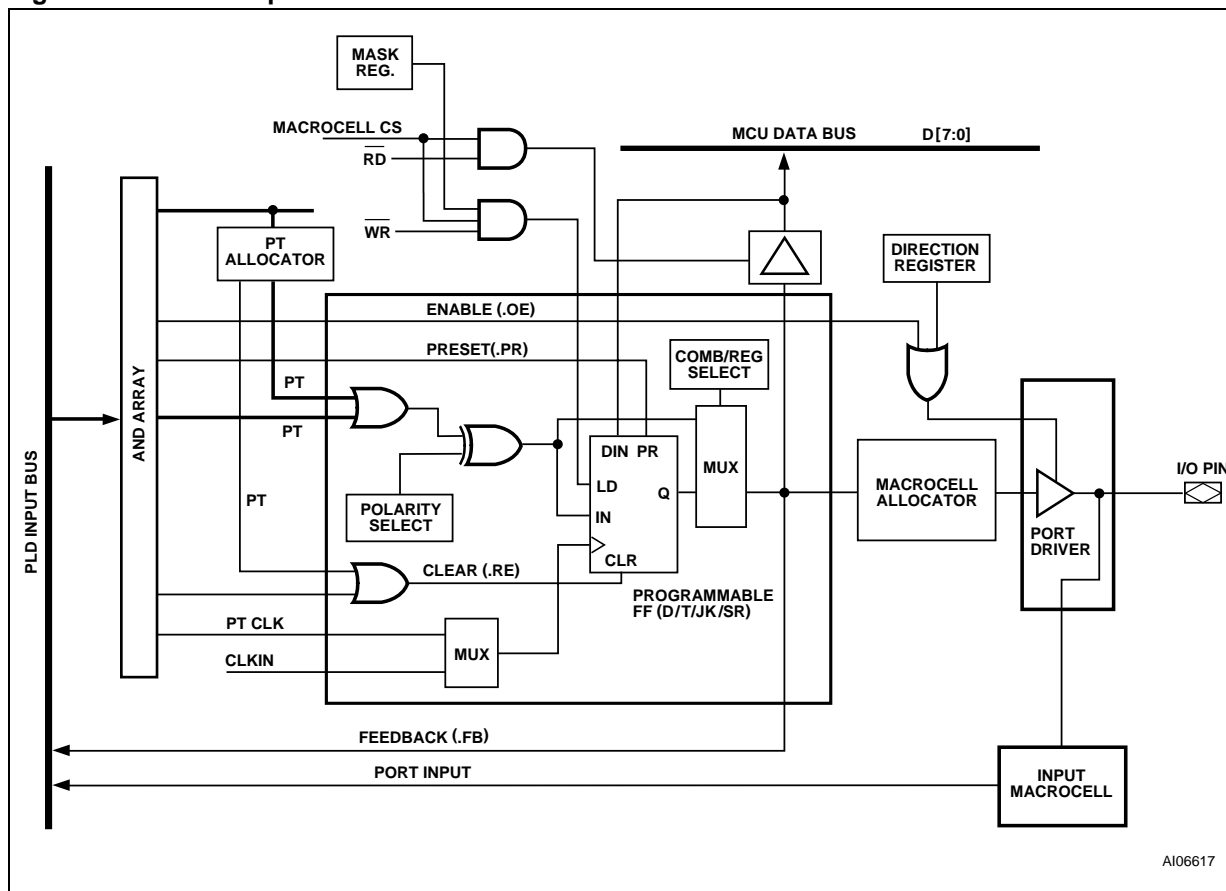 MASK
REG.
MACROCELL CS
RD
WR
MCU DATA BUS D[7:0]
PT
ALLOCATOR
DIRECTION
REGISTER
ENABLE (.OE)
PRESET(.PR)
COMB/REG
SELECT
PT
PT
AND ARRAY
PLD INPUT BUS
DIN PR
MUX
LD
Q
IN
CLR
MACROCELL
ALLOCATOR
I/O PIN
PORT
DRIVER
POLARITY
SELECT
PT
CLEAR (.RE)
PROGRAMMABLE
FF (D/T/JK/SR)
PT CLK
MUX
CLKIN
FEEDBACK (.FB)
PORT INPUT
INPUT
MACROCELL
AI06617